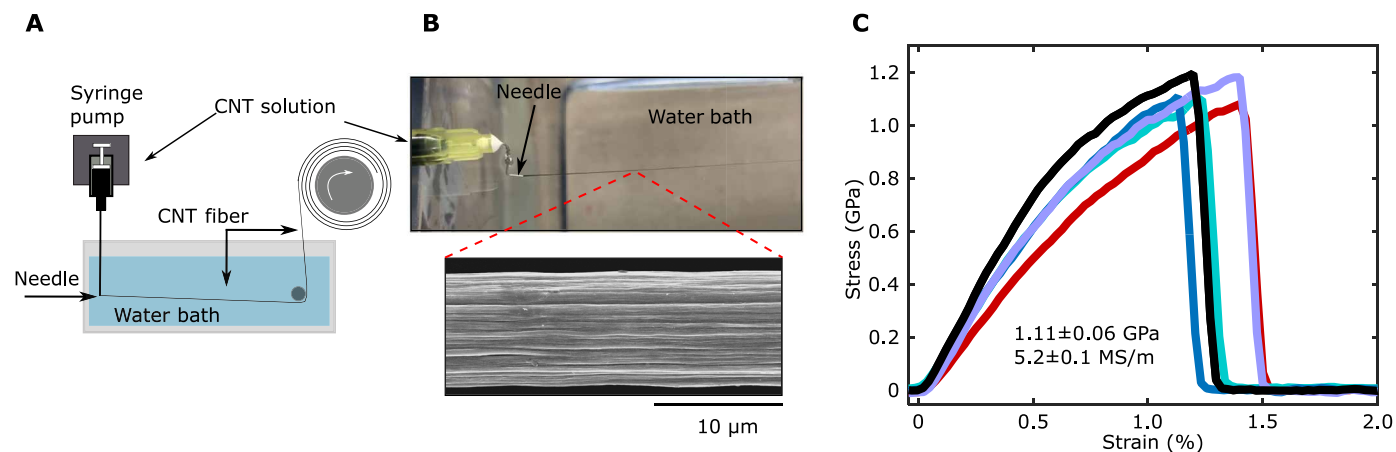 A
Syringe
pump
CNT solution
CNT fiber
Needle
Water bath
B
Needle
Water bath
10 μm
C
Stress (GPa)
1.2
1.0
0.8
0.6
0.4
0.2
0
1.11±0.06 GPa
5.2±0.1 MS/m
0
0.5
1.0
1.5
2.0
Strain (%)